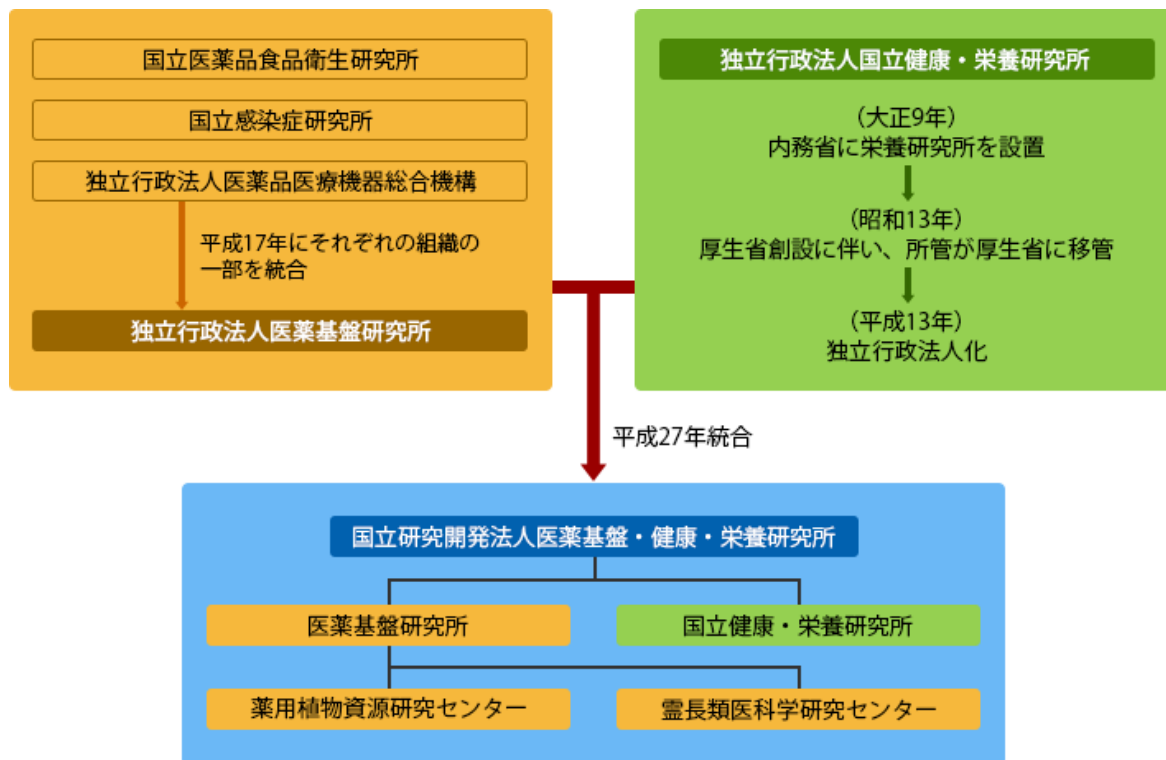 国立医薬品食品衛生研究所
国立感染症研究所
独立行政法人医薬品医療機器総合機構
平成17年にそれぞれの組織の
一部を統合
独立行政法人医薬基盤研究所
独立行政法人国立健康・栄養研究所
(大正9年)
内務省に栄養研究所を設置
(昭和13年)
厚生省創設に伴い、所管が厚生省に移管
(平成13年)
独立行政法人化
平成27年統合
国立研究開発法人医薬基盤・健康・栄養研究所
医薬基盤研究所
国立健康・栄養研究所
薬用植物資源研究センター
霊長類医科学研究センター